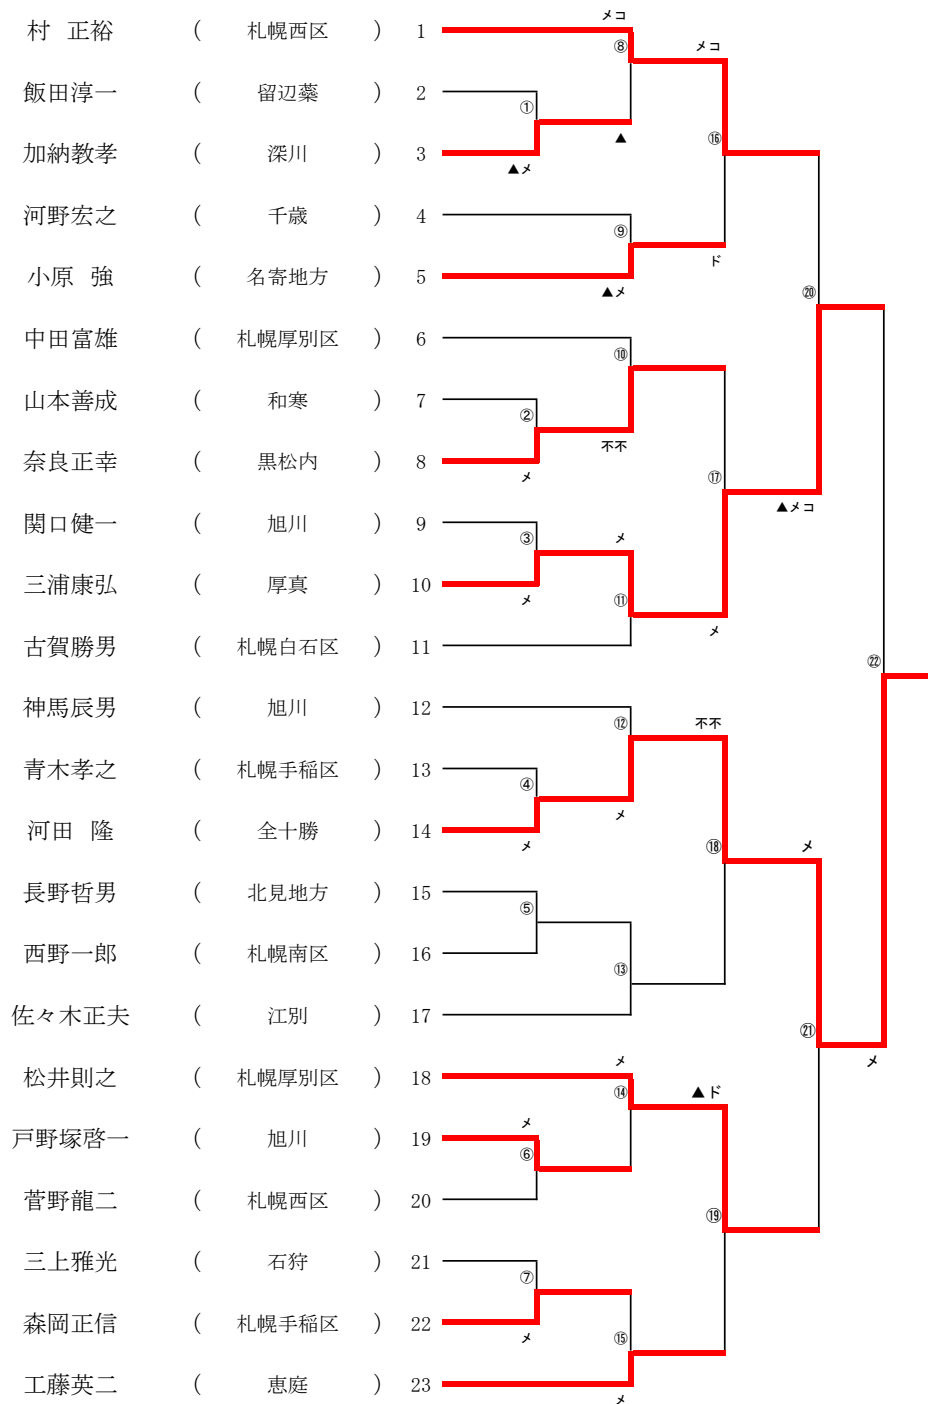 メコ
村 正裕 ( 札幌西区 ) 1
⑧ メコ
飯田淳一 ( 留辺蘂 ) 2
①
▲ ⑯
加納教孝 ( 深川 ) 3
▲メ
河野宏之 ( 千歳 ) 4
⑨
ド
小原 強 ( 名寄地方 ) 5
▲メ ⑳
中田富雄 ( 札幌厚別区 ) 6
⑩
山本善成 ( 和寒 ) 7
②
不不
奈良正幸 ( 黒松内 ) 8
メ ⑰
▲メコ
関口健一 ( 旭川 ) 9
③ メ
三浦康弘 ( 厚真 ) 10
メ ⑪
メ
古賀勝男 ( 札幌白石区 ) 11
㉒
神馬辰男 ( 旭川 ) 12
⑫ 不不
青木孝之 ( 札幌手稲区 ) 13
④
メ
河田 隆 ( 全十勝 ) 14
メ ⑱ メ
長野哲男 ( 北見地方 ) 15
⑤
西野一郎 ( 札幌南区 ) 16
⑬
佐々木正夫 ( 江別 ) 17
㉑
メ メ
松井則之 ( 札幌厚別区 ) 18
⑭ ▲ド
メ
戸野塚啓一 ( 旭川 ) 19
⑥
菅野龍二 ( 札幌西区 ) 20
⑲
三上雅光 ( 石狩 ) 21
⑦
森岡正信 ( 札幌手稲区 ) 22
メ ⑮
工藤英二 ( 恵庭 ) 23
メ